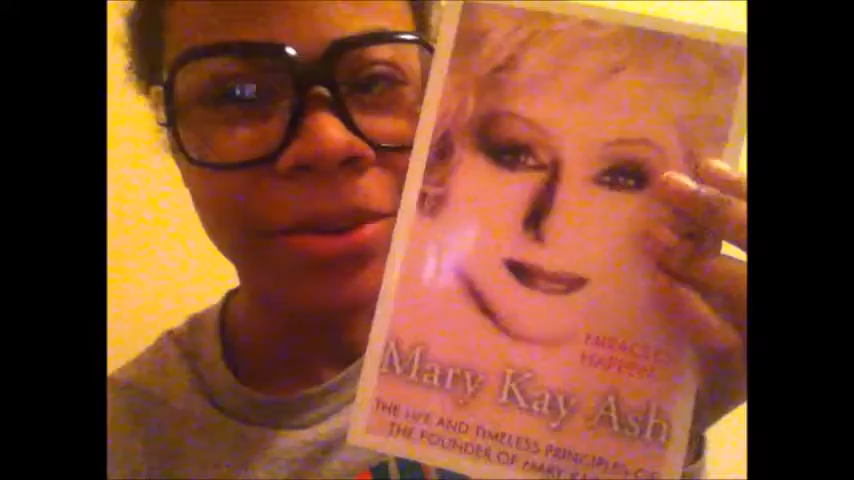 MIRACLES
HAPPEN
Mary Kay Ash
THE LIFE AND TIMELESS PRINCIPLES OF
THE FOUNDER OF MARY